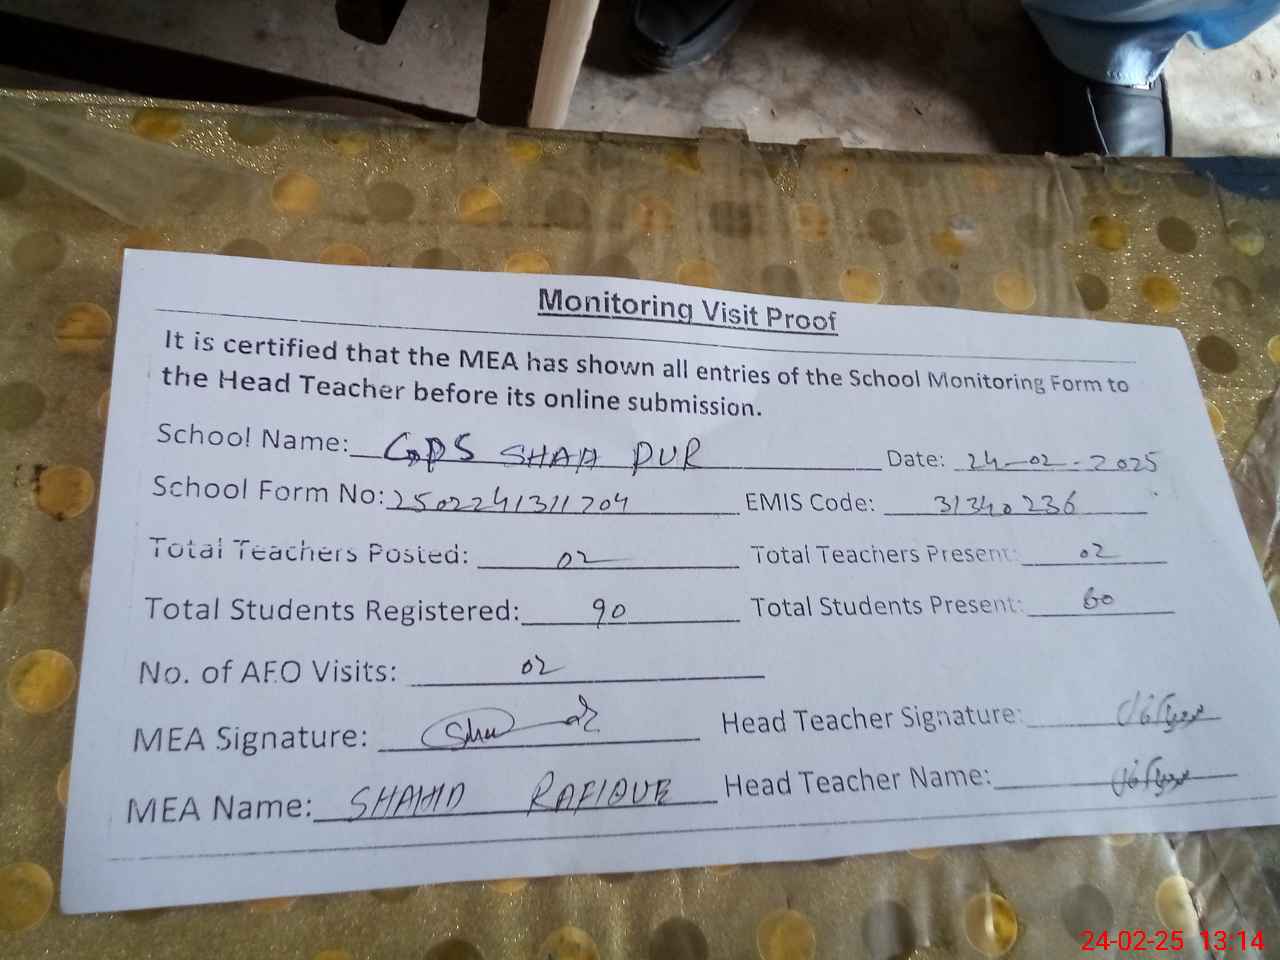 Monitoring Visit Proof
It is certified that the MEA has shown all entries of the School Monitoring Form to
the Head Teacher before its online submission.
School Name: GPS SHAH PUR Date: 24-02-2025
School Form No: 2502241311204 EMIS Code: 31340236
Total Teachers Posted: 02 Total Teachers Present: 02
Total Students Registered: 90 Total Students Present: 60
No. of AEO Visits: 02
MEA Signature: Head Teacher Signature:
MEA Name: SHAHID RAFIQUE Head Teacher Name:
24-02-25 13:14